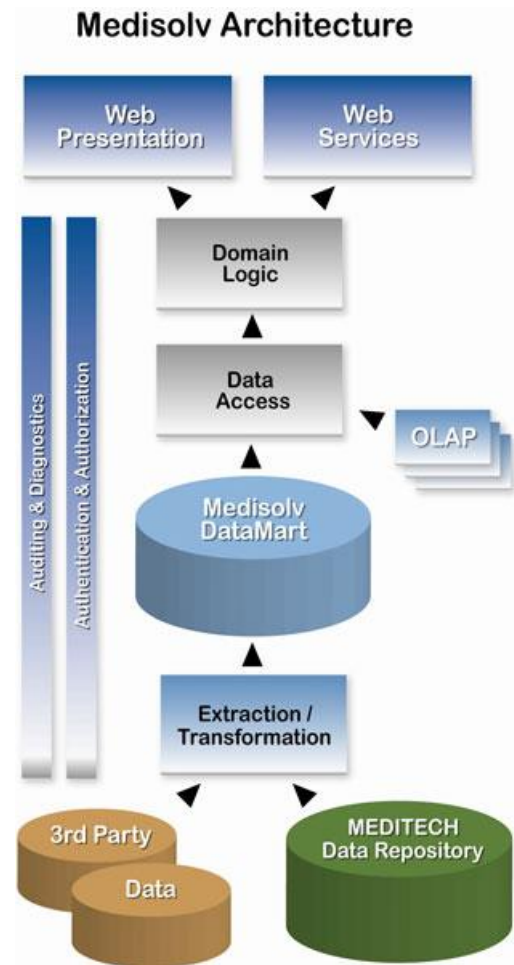 Medisolv Architecture
Web
Presentation
Web
Services
Domain
Logic
Data
Access
OLAP
Medisolv
DataMart
Auditing & Diagnostics
Authentication & Authorization
Extraction /
Transformation
3rd Party
Data
MEDITECH
Data Repository